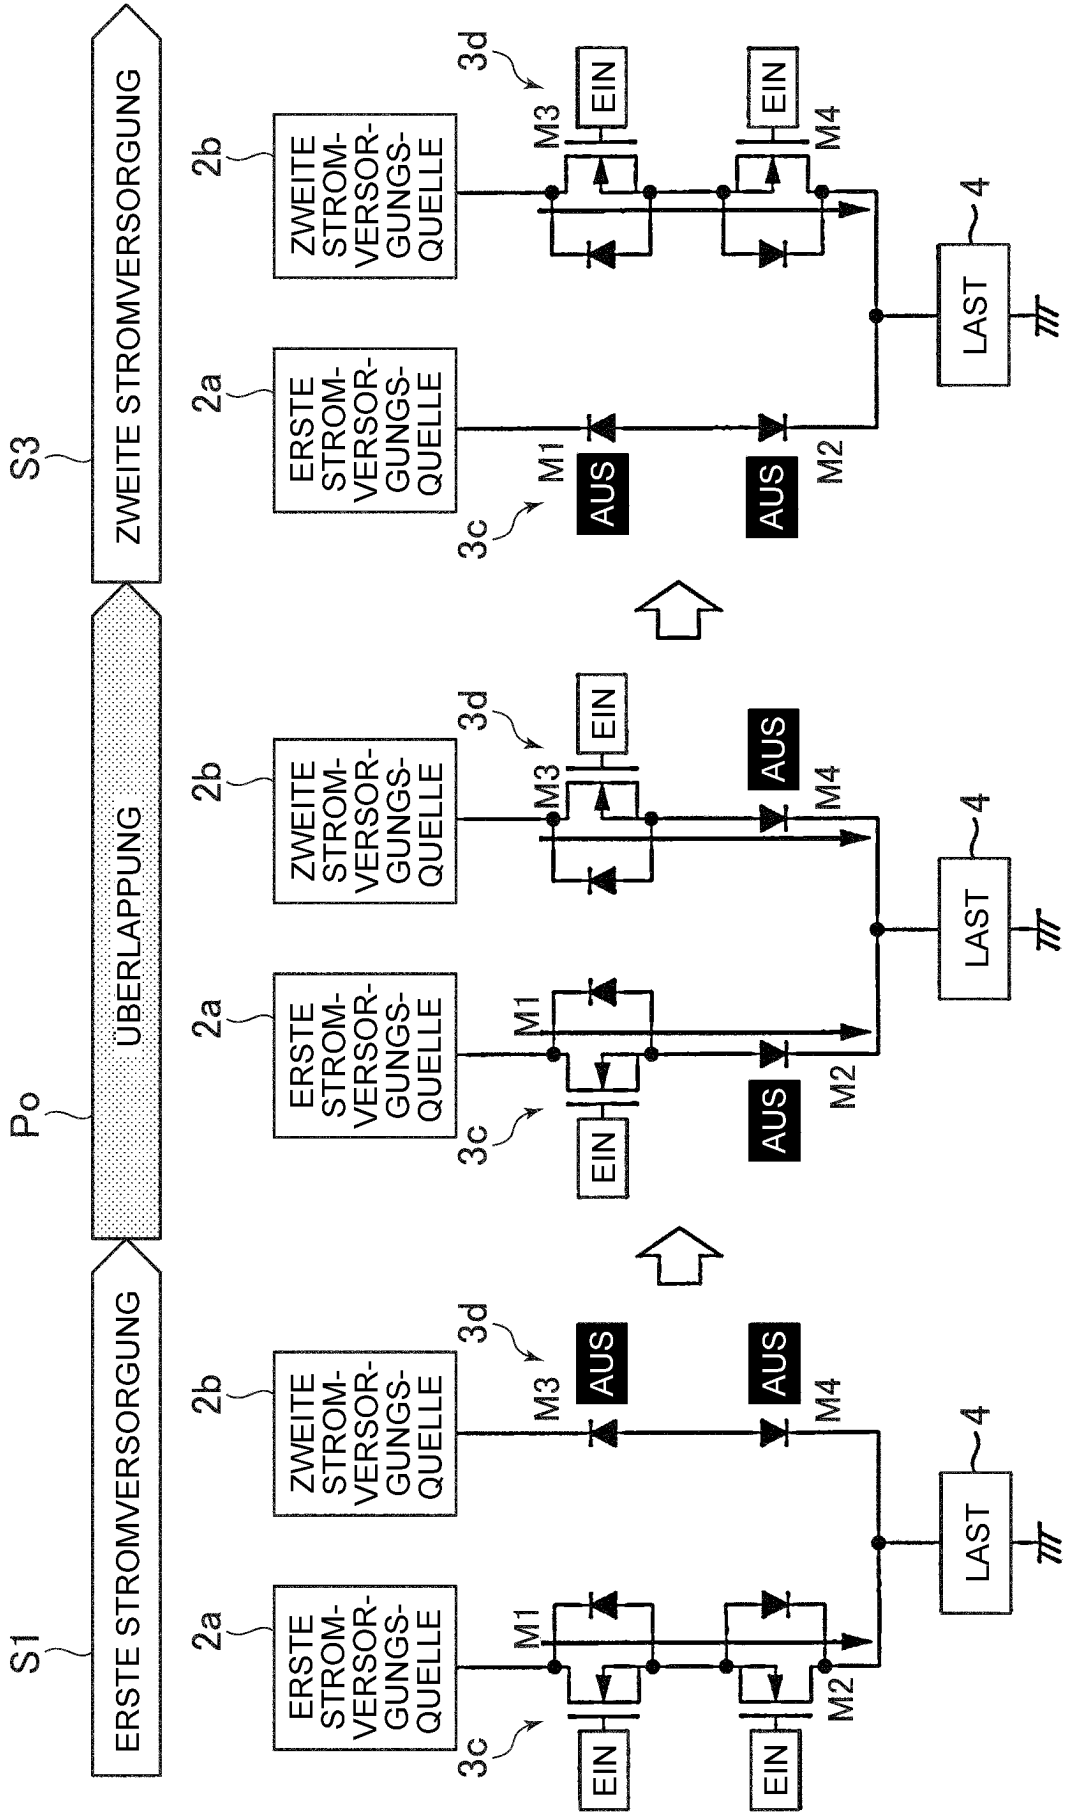 S1
Po
S3
ERSTE STROMVERSORGUNG
ÜBERLAPPUNG
ZWEITE STROMVERSORGUNG
2a
2b
ERSTE
STROM-
VERSOR-
GUNGS-
QUELLE
ZWEITE
STROM-
VERSOR-
GUNGS-
QUELLE
3c
M1
M3
3d
EIN
AUS
EIN
AUS
M2
M4
LAST
4
2a
2b
ERSTE
STROM-
VERSOR-
GUNGS-
QUELLE
ZWEITE
STROM-
VERSOR-
GUNGS-
QUELLE
3c
M1
M3
3d
EIN
EIN
AUS
AUS
M2
M4
LAST
4
2a
2b
ERSTE
STROM-
VERSOR-
GUNGS-
QUELLE
ZWEITE
STROM-
VERSOR-
GUNGS-
QUELLE
3c
M1
M3
3d
AUS
EIN
AUS
EIN
M2
M4
LAST
4